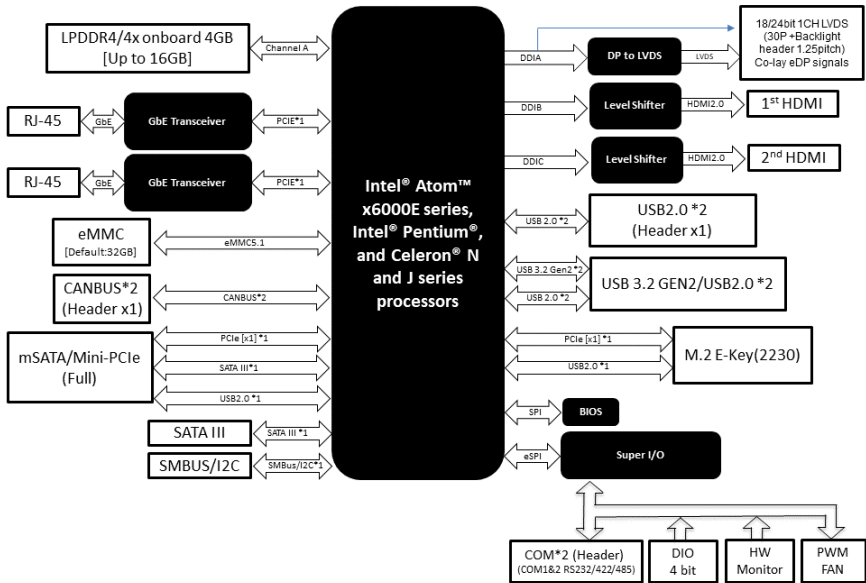 LPDDR4/4x onboard 4GB
[Up to 16GB]
Channel A
RJ-45
GbE
GbE Transceiver
PCIE*1
RJ-45
GbE
GbE Transceiver
PCIE*1
eMMC
[Default:32GB]
eMMC5.1
CANBUS*2
(Header x1)
CANBUS*2
mSATA/Mini-PCIe
(Full)
PCIe [x1] *1
SATA III*1
USB2.0 *1
SATA III
SATA III *1
SMBUS/I2C
SMBus/I2C*1
Intel® Atom™
x6000E series,
Intel® Pentium®,
and Celeron® N
and J series
processors
DDIA
DP to LVDS
LVDS
18/24bit 1CH LVDS
(30P +Backlight
header 1.25pitch)
Co-lay eDP signals
DDIB
Level Shifter
HDMI2.0
1st HDMI
DDIC
Level Shifter
HDMI2.0
2nd HDMI
USB 2.0 *2
USB2.0 *2
(Header x1)
USB 3.2 Gen2 *2
USB 2.0 *2
USB 3.2 GEN2/USB2.0 *2
PCIe [x1] *1
USB2.0 *1
M.2 E-Key(2230)
SPI
BIOS
eSPI
Super I/O
COM*2 (Header)
(COM1&2 RS232/422/485)
DIO
4 bit
HW
Monitor
PWM
FAN